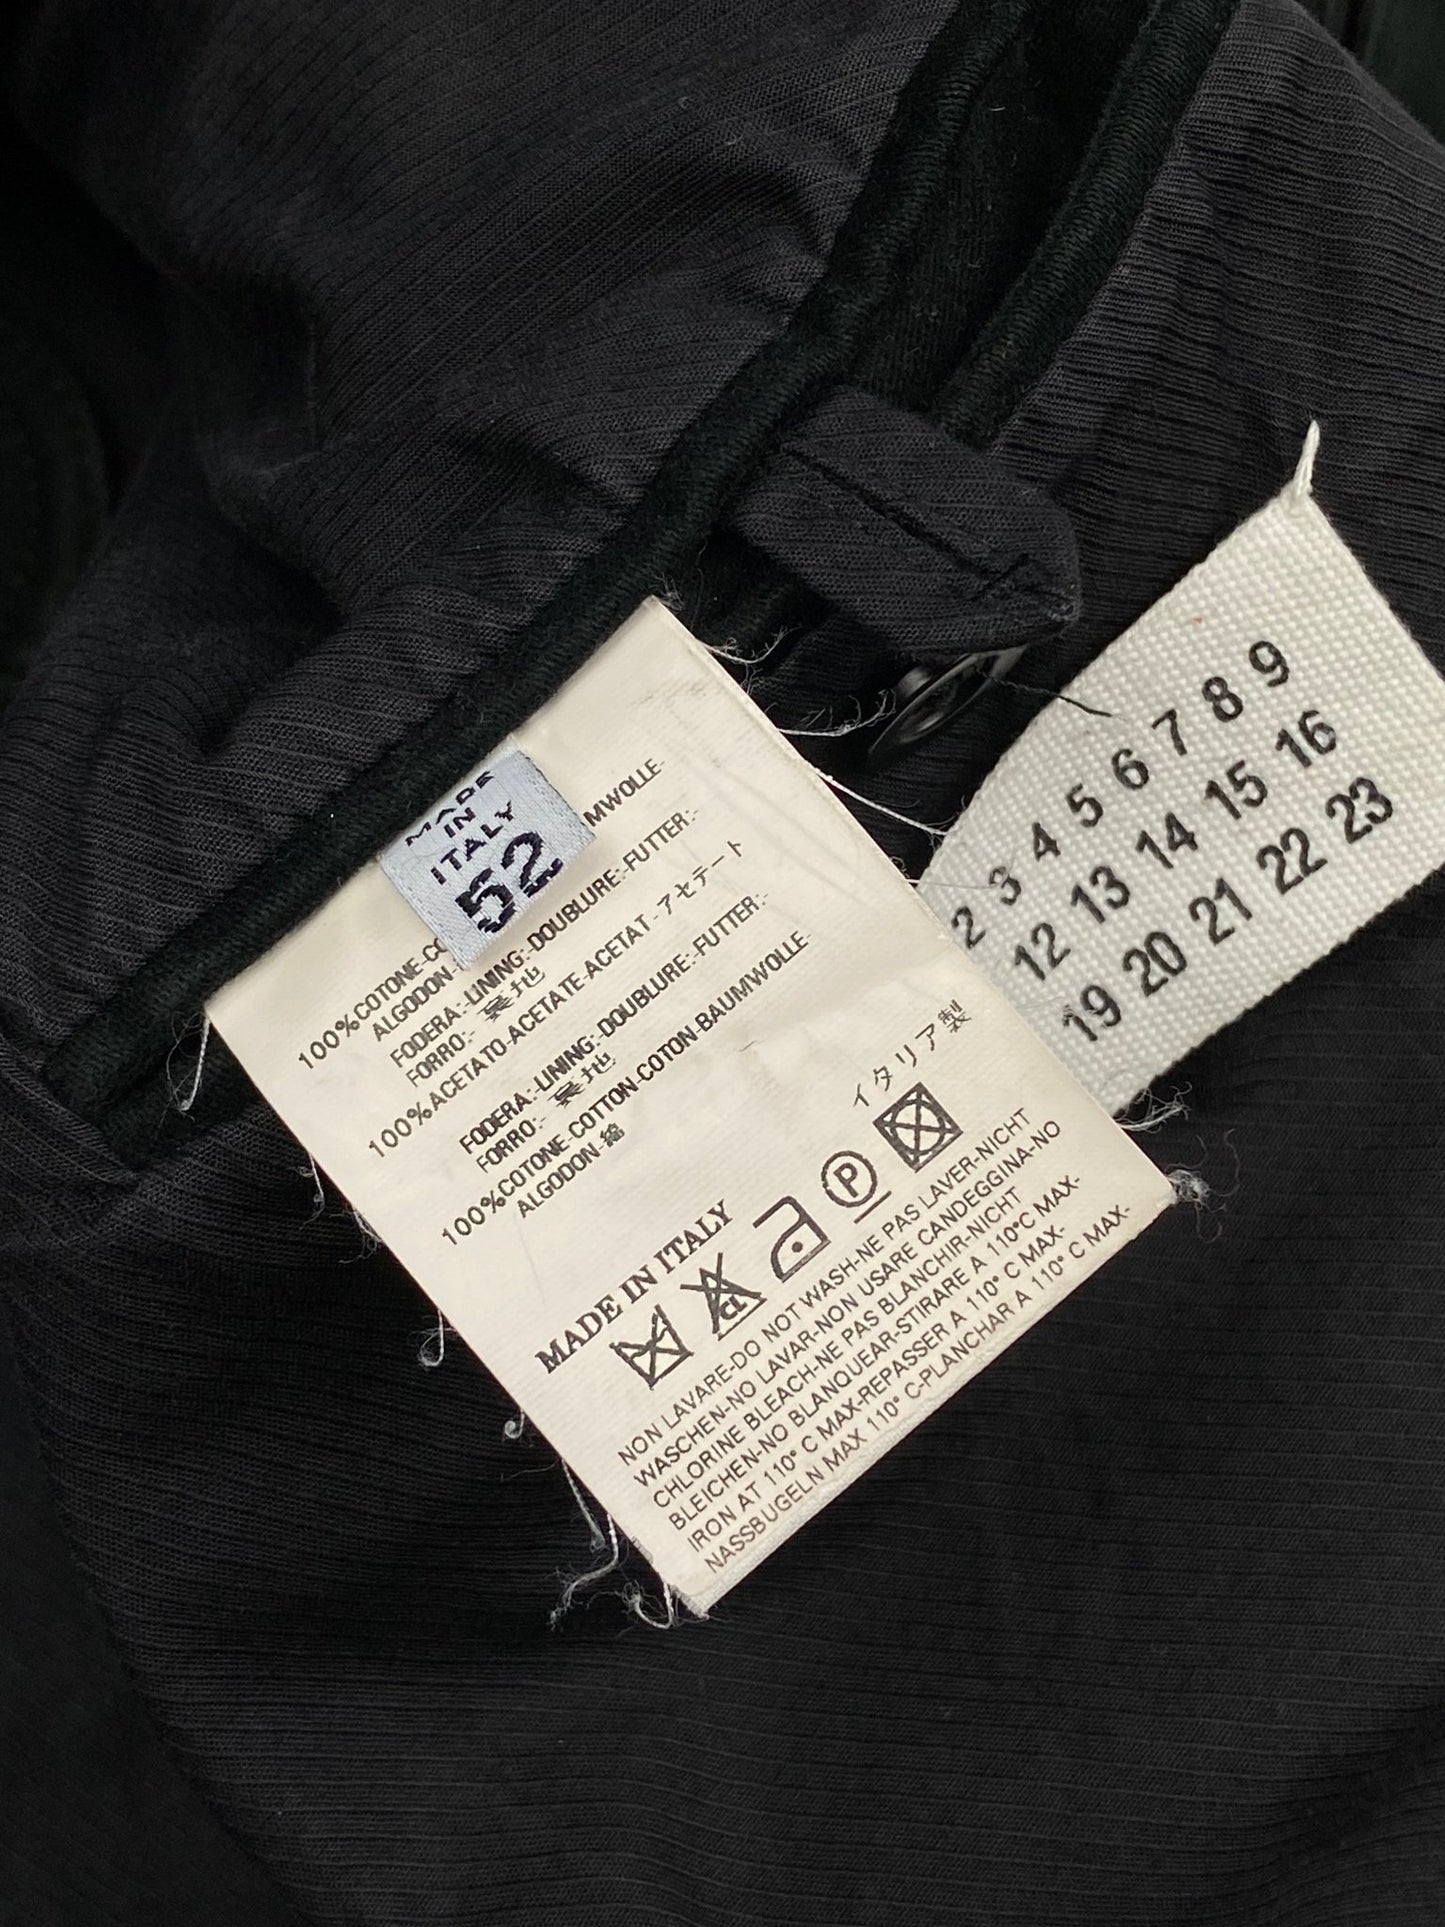 MADE
IN
ITALY
52
100%COTONE-CO MWOLLE-
ALGODON-
FODERA:-LINING:-DOUBLURE:-FUTTER:-
FORRO:- 裏地
100%ACETATO-ACETATE-ACETAT-アセテート
FODERA:-LINING:-DOUBLURE:-FUTTER:-
FORRO:- 裏地
100%COTONE-COTTON-COTON-BAUMWOLLE-
ALGODON-綿
MADE IN ITALY イタリア製
CL P
NON LAVARE-DO NOT WASH-NE PAS LAVER-NICHT
WASCHEN-NO LAVAR-NON USARE CANDEGGINA-NO
CHLORINE BLEACH-NE PAS BLANCHIR-NICHT
BLEICHEN-NO BLANQUEAR-STIRARE A 110°C MAX-
IRON AT 110° C MAX-REPASSER A 110° C MAX-
NASSBUGELN MAX 110° C-PLANCHAR A 110° C MAX-
2 3 4 5 6 7 8 9
12 13 14 15 16
19 20 21 22 23